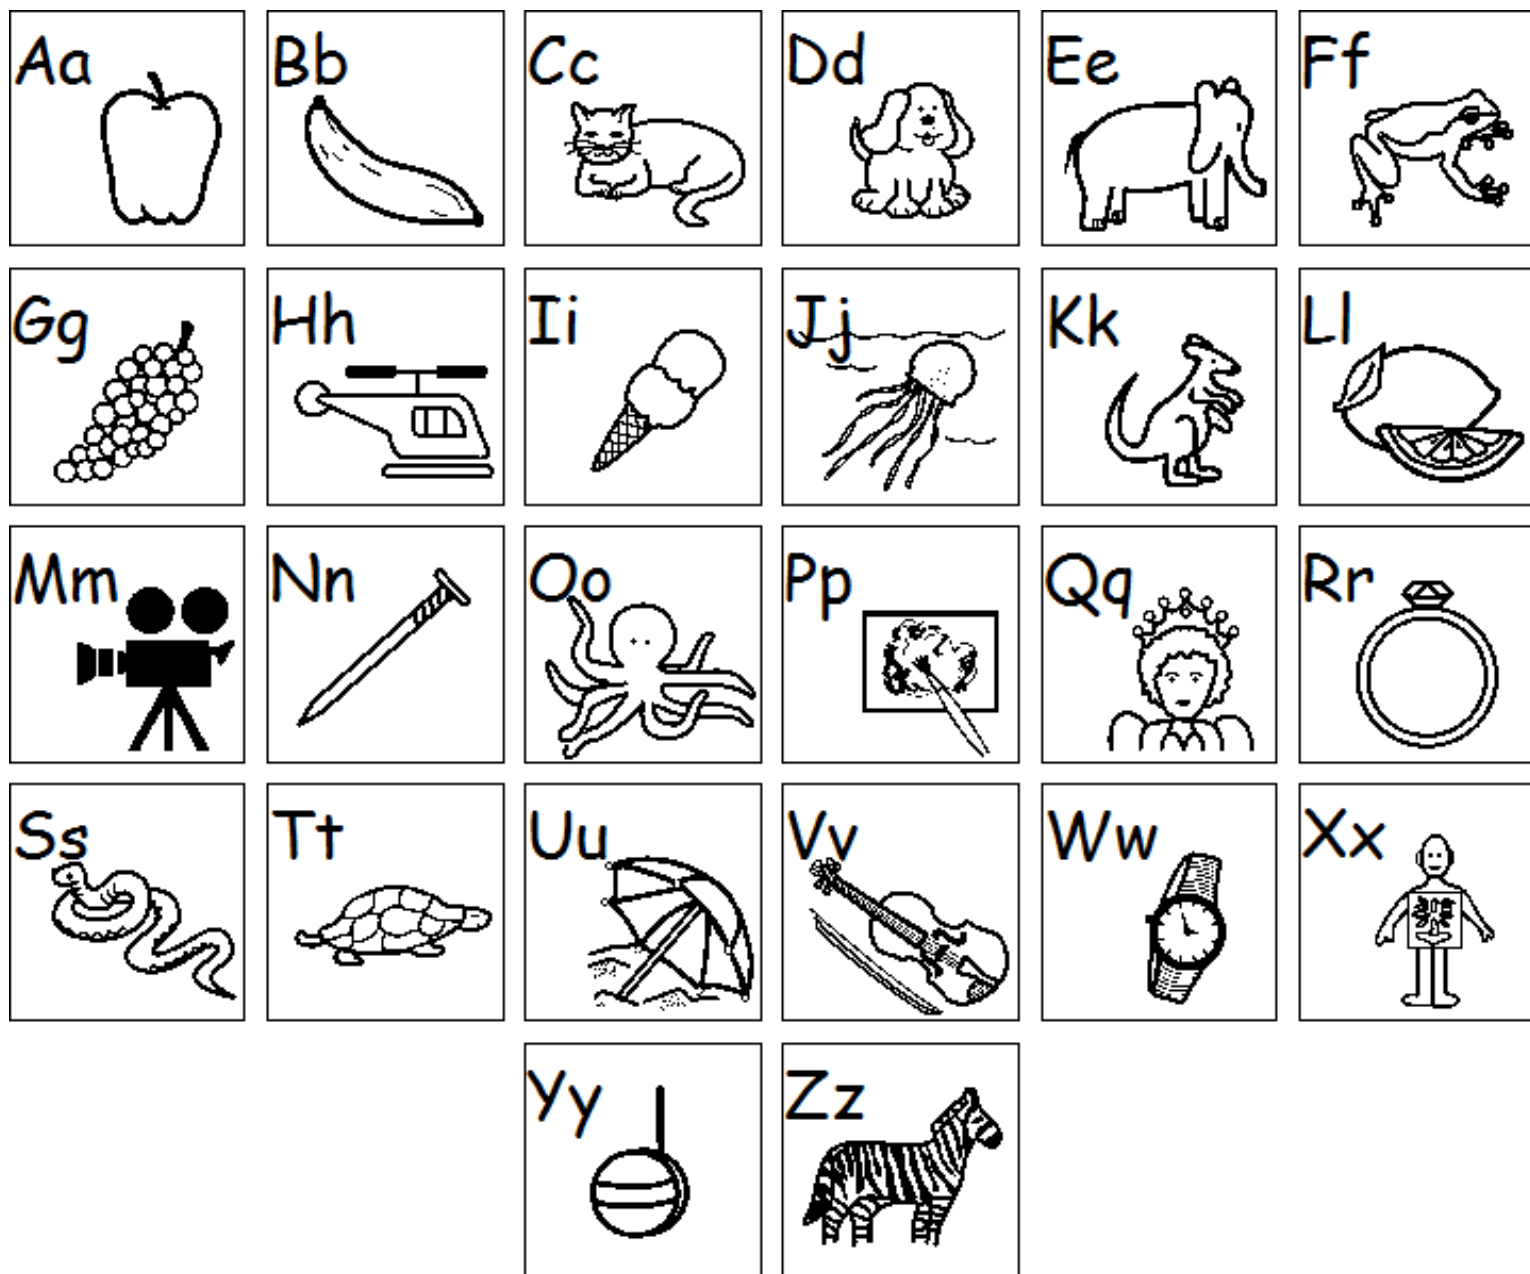 Aa Bb Cc Dd Ee Ff
Gg Hh Ii Jj Kk Ll
Mm Nn Oo Pp Qq Rr
Ss Tt Uu Vv Ww Xx
Yy Zz